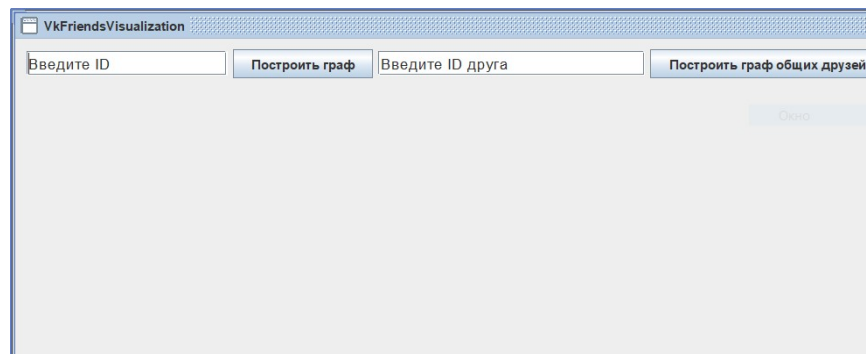 VkFriendsVisualization
Введите ID Построить граф Введите ID друга Построить граф общих друзей
Окно